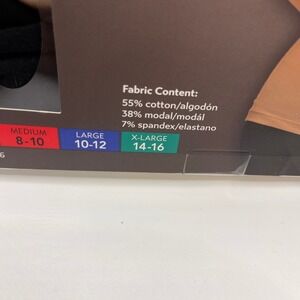 Fabric Content:
55% cotton/algodón
38% modal/modál
7% spandex/elastano
MEDIUM
8-10
LARGE
10-12
X-LARGE
14-16
6